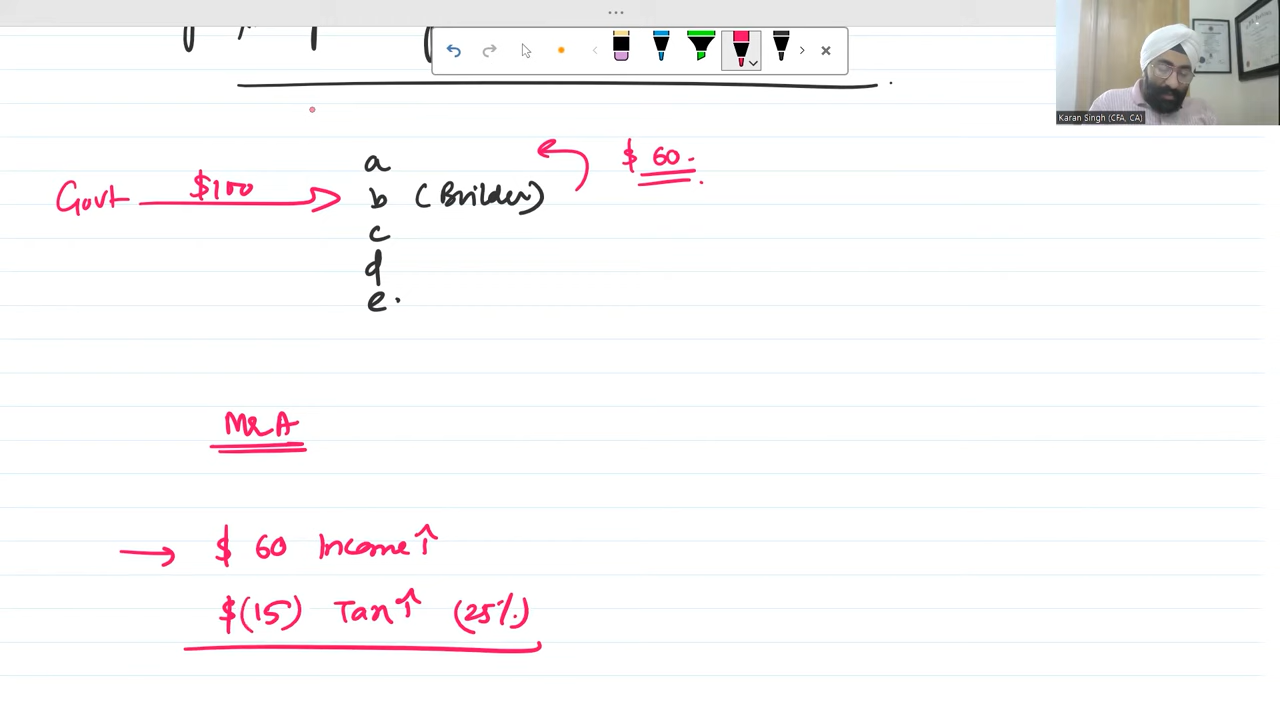 Karan Singh (CFA, CA)
a
$ 60.
Govt $100 b (Builder)
c
d
e.
Mr A
→ $ 60 Income ↑
$(15) Tax ↑ (25%)